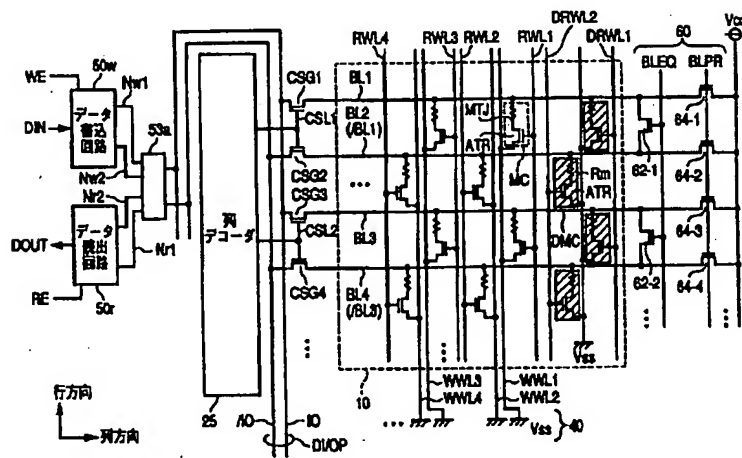 50w
WE
Nw1
データ
書込
回路
DIN
53a
Nw2
Nr2
データ
読出
回路
DOUT
Nr1
RE
50r
列
デコーダ
25
/IO
IO
DI/OP
行方向
列方向
CSG1
CSL1
CSG2
CSG3
CSL2
CSG4
BL1
BL2
(/BL1)
BL3
BL4
(/BL3)
RWL4
RWL3
RWL2
RWL1
DRWL2
DRWL1
MTJ
ATR
MC
Rm
ATR
DMC
Vss
10
WWL3
WWL4
WWL1
WWL2
Vss
40
60
BLEQ
BLPR
64-1
62-1
64-2
64-3
62-2
64-4